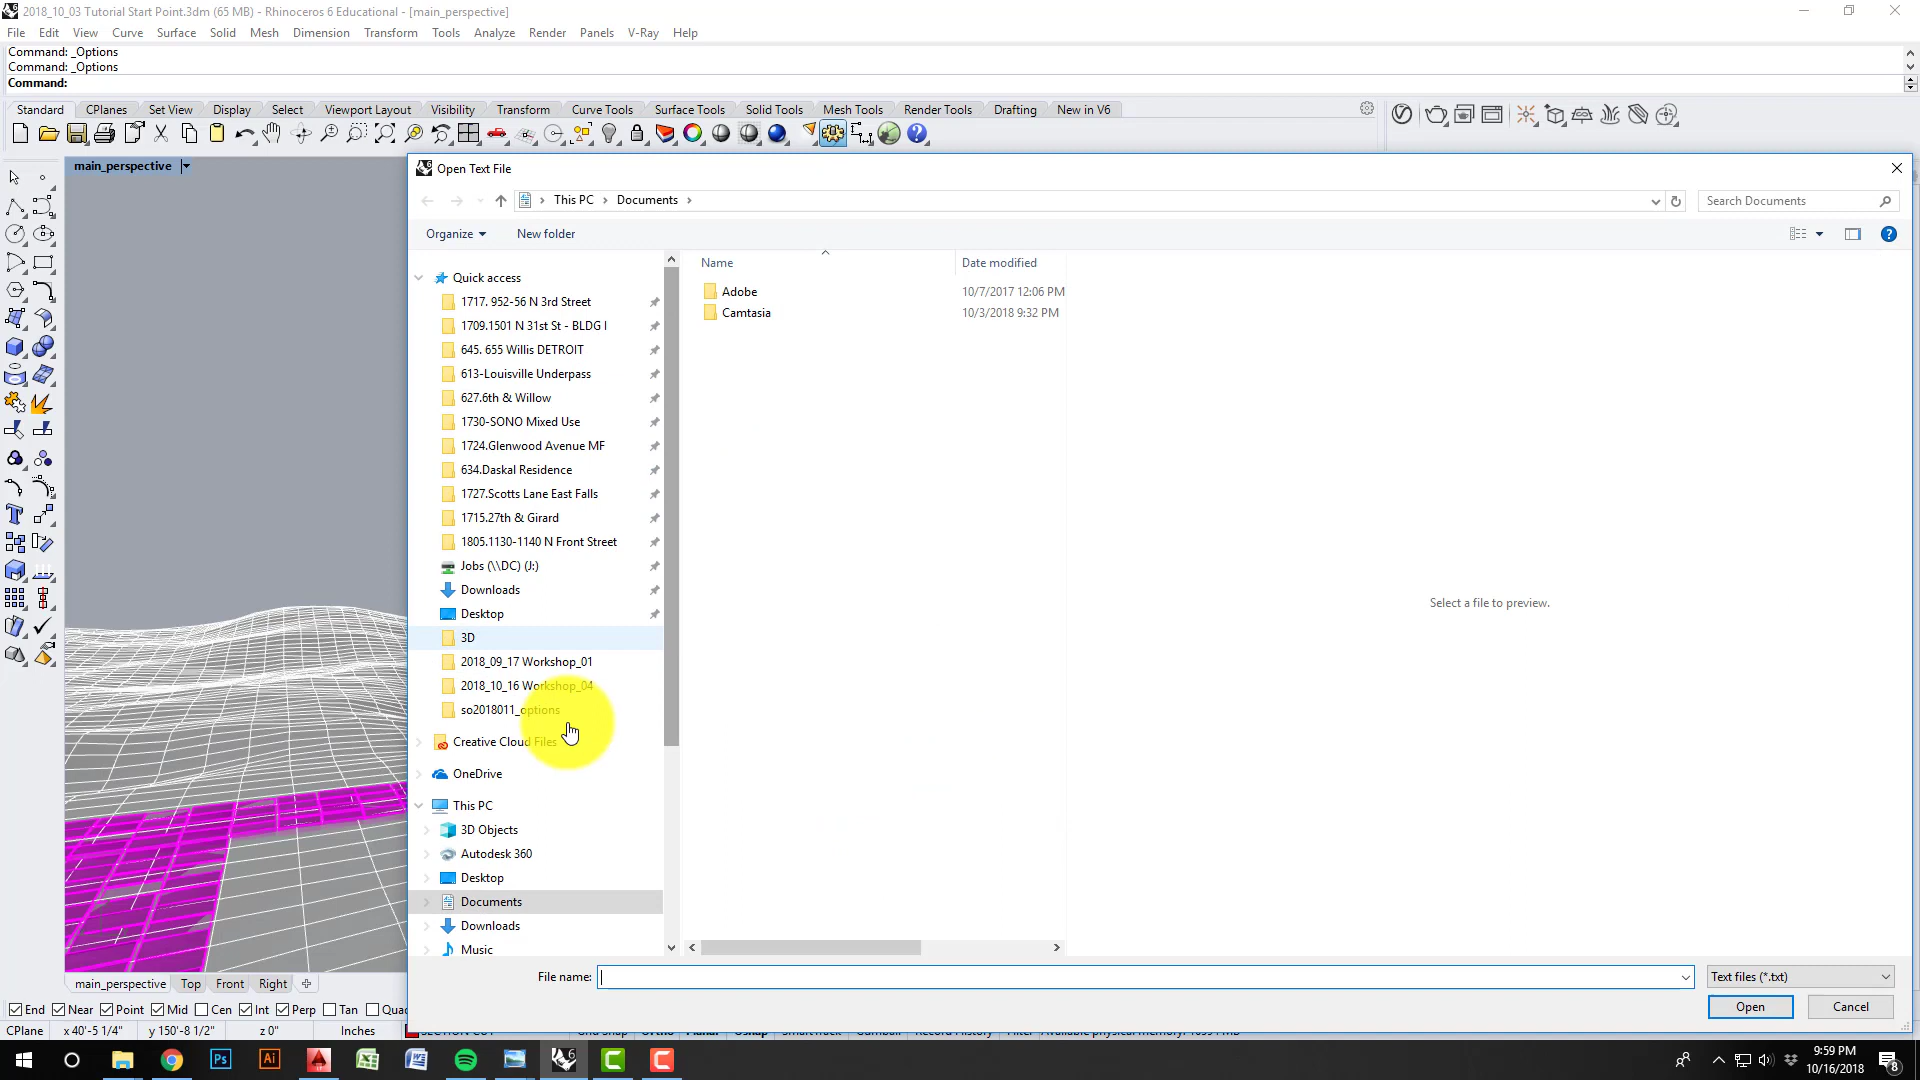 2018_10_03 Tutorial Start Point.3dm (65 MB) - Rhinoceros 6 Educational - [main_perspective]
File Edit View Curve Surface Solid Mesh Dimension Transform Tools Analyze Render Panels V-Ray Help
Command: _Options
Command: _Options
Command:
Standard CPlanes Set View Display Select Viewport Layout Visibility Transform Curve Tools Surface Tools Solid Tools Mesh Tools Render Tools Drafting New in V6
main_perspective
Open Text File
This PC Documents
Search Documents
Organize New folder
Name Date modified
Quick access
1717. 952-56 N 3rd Street
1709.1501 N 31st St - BLDG I
645. 655 Willis DETROIT
613-Louisville Underpass
627.6th & Willow
1730-SONO Mixed Use
1724.Glenwood Avenue MF
634.Daskal Residence
1727.Scotts Lane East Falls
1715.27th & Girard
1805.1130-1140 N Front Street
Jobs (\\DC) (J:)
Downloads
Desktop
3D
2018_09_17 Workshop_01
2018_10_16 Workshop_04
so2018011_options
Creative Cloud Files
OneDrive
This PC
3D Objects
Autodesk 360
Desktop
Documents
Downloads
Music
Adobe 10/7/2017 12:06 PM
Camtasia 10/3/2018 9:32 PM
Select a file to preview.
File name:
Text files (*.txt)
Open Cancel
main_perspective Top Front Right
End Near Point Mid Cen Int Perp Tan Quad
CPlane x 40'-5 1/4" y 150'-8 1/2" z 0" Inches
9:59 PM
10/16/2018
8